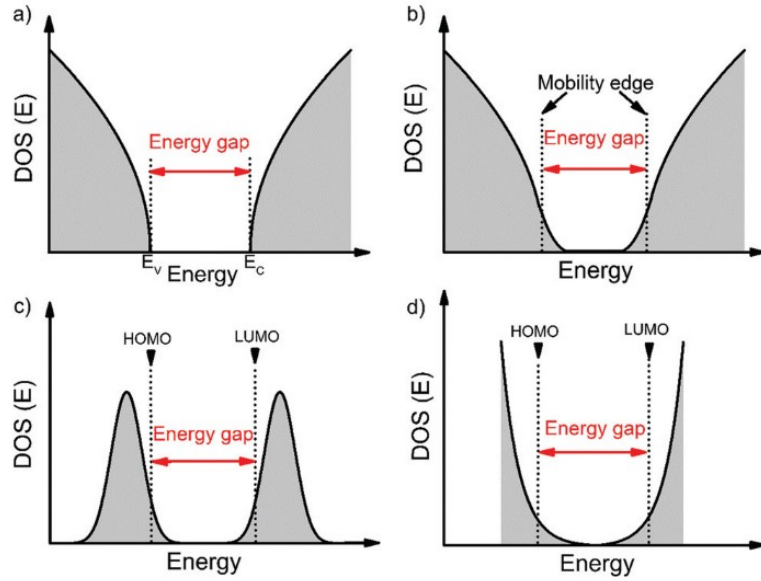 a)
DOS (E)
Energy gap
E_v Energy E_c
b)
DOS (E)
Mobility edge
Energy gap
Energy
c)
DOS (E)
HOMO LUMO
Energy gap
Energy
d)
DOS (E)
HOMO LUMO
Energy gap
Energy